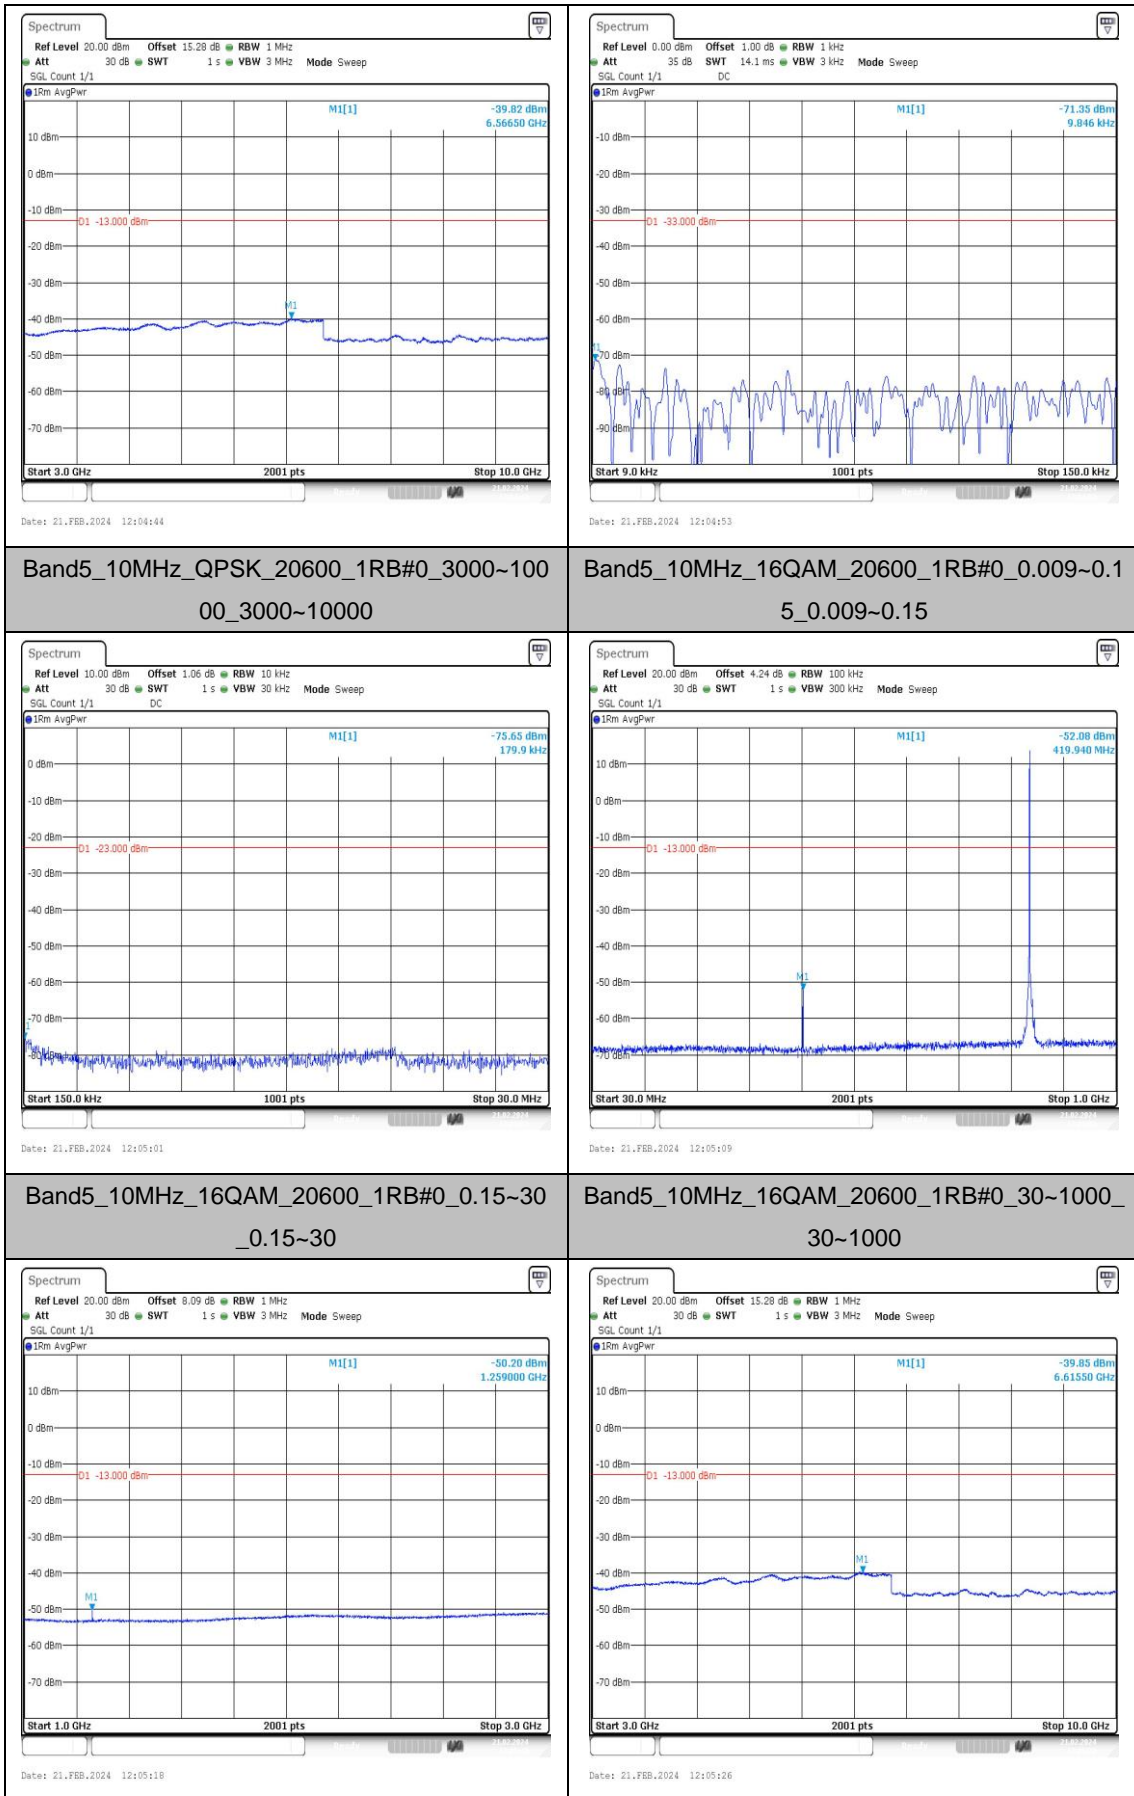 Spectrum
Ref Level 20.00 dBm Offset 15.28 dB RBW 1 MHz
Att 30 dB SWT 1 s VBW 3 MHz Mode Sweep
SGL Count 1/1
1Rm AvgPwr
M1[1] -39.82 dBm
6.56650 GHz
10 dBm
0 dBm
-10 dBm
D1 -13.000 dBm
-20 dBm
-30 dBm
M1
-40 dBm
-50 dBm
-60 dBm
-70 dBm
Start 3.0 GHz 2001 pts Stop 10.0 GHz
Date: 21.FEB.2024 12:04:44
Spectrum
Ref Level 0.00 dBm Offset 1.00 dB RBW 1 kHz
Att 35 dB SWT 14.1 ms VBW 3 kHz Mode Sweep
SGL Count 1/1 DC
1Rm AvgPwr
M1[1] -71.35 dBm
9.846 kHz
-10 dBm
-20 dBm
-30 dBm
D1 -33.000 dBm
-40 dBm
-50 dBm
-60 dBm
-70 dBm
-80 dBm
-90 dBm
Start 9.0 kHz 1001 pts Stop 150.0 kHz
Date: 21.FEB.2024 12:04:53
Band5_10MHz_QPSK_20600_1RB#0_3000~100
00_3000~10000
Band5_10MHz_16QAM_20600_1RB#0_0.009~0.1
5_0.009~0.15
Spectrum
Ref Level 10.00 dBm Offset 1.06 dB RBW 10 kHz
Att 30 dB SWT 1 s VBW 30 kHz Mode Sweep
SGL Count 1/1 DC
1Rm AvgPwr
M1[1] -75.65 dBm
179.9 kHz
0 dBm
-10 dBm
-20 dBm
D1 -23.000 dBm
-30 dBm
-40 dBm
-50 dBm
-60 dBm
-70 dBm
-80 dBm
Start 150.0 kHz 1001 pts Stop 30.0 MHz
Date: 21.FEB.2024 12:05:01
Spectrum
Ref Level 20.00 dBm Offset 4.24 dB RBW 100 kHz
Att 30 dB SWT 1 s VBW 300 kHz Mode Sweep
SGL Count 1/1
1Rm AvgPwr
M1[1] -52.08 dBm
419.940 MHz
10 dBm
0 dBm
-10 dBm
D1 -13.000 dBm
-20 dBm
-30 dBm
-40 dBm
M1
-50 dBm
-60 dBm
-70 dBm
Start 30.0 MHz 2001 pts Stop 1.0 GHz
Date: 21.FEB.2024 12:05:09
Band5_10MHz_16QAM_20600_1RB#0_0.15~30
_0.15~30
Band5_10MHz_16QAM_20600_1RB#0_30~1000_
30~1000
Spectrum
Ref Level 20.00 dBm Offset 8.09 dB RBW 1 MHz
Att 30 dB SWT 1 s VBW 3 MHz Mode Sweep
SGL Count 1/1
1Rm AvgPwr
M1[1] -50.20 dBm
1.259000 GHz
10 dBm
0 dBm
-10 dBm
D1 -13.000 dBm
-20 dBm
-30 dBm
-40 dBm
M1
-50 dBm
-60 dBm
-70 dBm
Start 1.0 GHz 2001 pts Stop 3.0 GHz
Date: 21.FEB.2024 12:05:18
Spectrum
Ref Level 20.00 dBm Offset 15.28 dB RBW 1 MHz
Att 30 dB SWT 1 s VBW 3 MHz Mode Sweep
SGL Count 1/1
1Rm AvgPwr
M1[1] -39.85 dBm
6.61550 GHz
10 dBm
0 dBm
-10 dBm
D1 -13.000 dBm
-20 dBm
-30 dBm
M1
-40 dBm
-50 dBm
-60 dBm
-70 dBm
Start 3.0 GHz 2001 pts Stop 10.0 GHz
Date: 21.FEB.2024 12:05:26